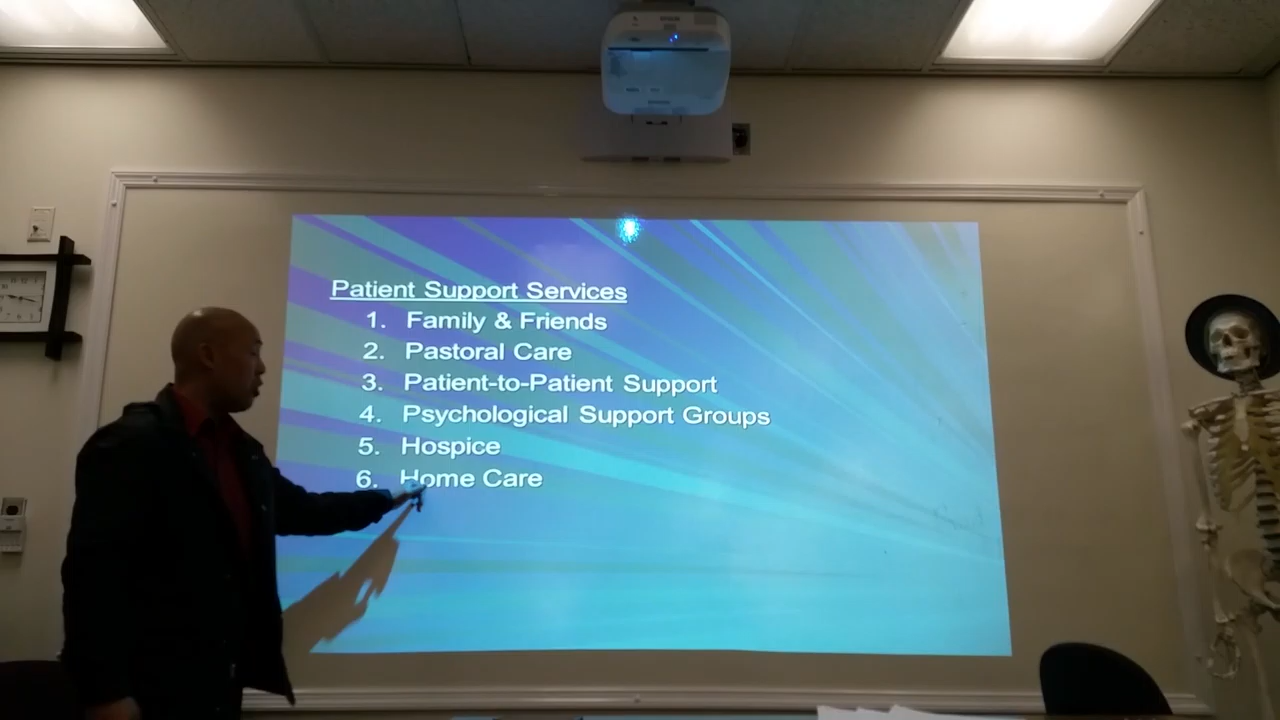 EPSON
Patient Support Services
1. Family & Friends
2. Pastoral Care
3. Patient-to-Patient Support
4. Psychological Support Groups
5. Hospice
6. Home Care